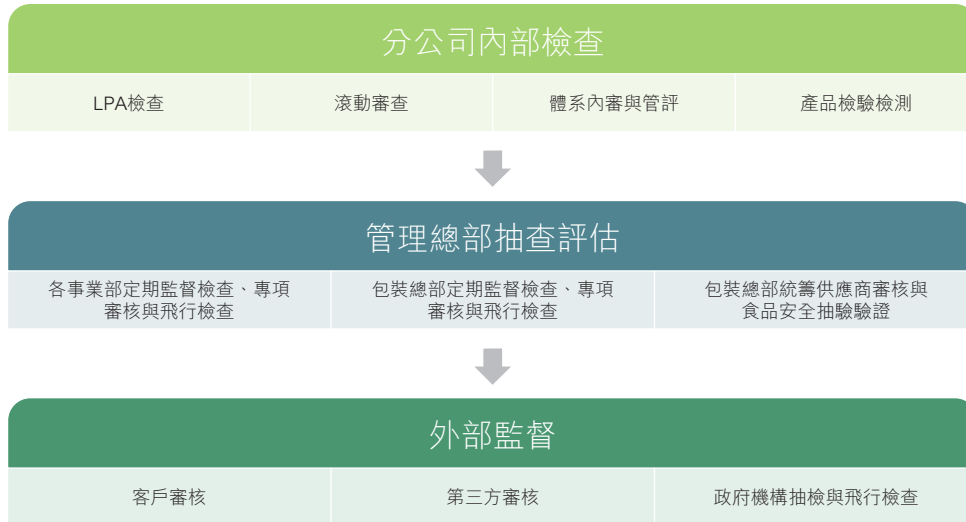 分公司內部檢查
LPA檢查
滾動審查
體系內審與管評
產品檢驗檢測
管理總部抽查評估
各事業部定期監督檢查、專項
審核與飛行檢查
包裝總部定期監督檢查、專項
審核與飛行檢查
包裝總部統籌供應商審核與
食品安全抽驗驗證
外部監督
客戶審核
第三方審核
政府機構抽檢與飛行檢查